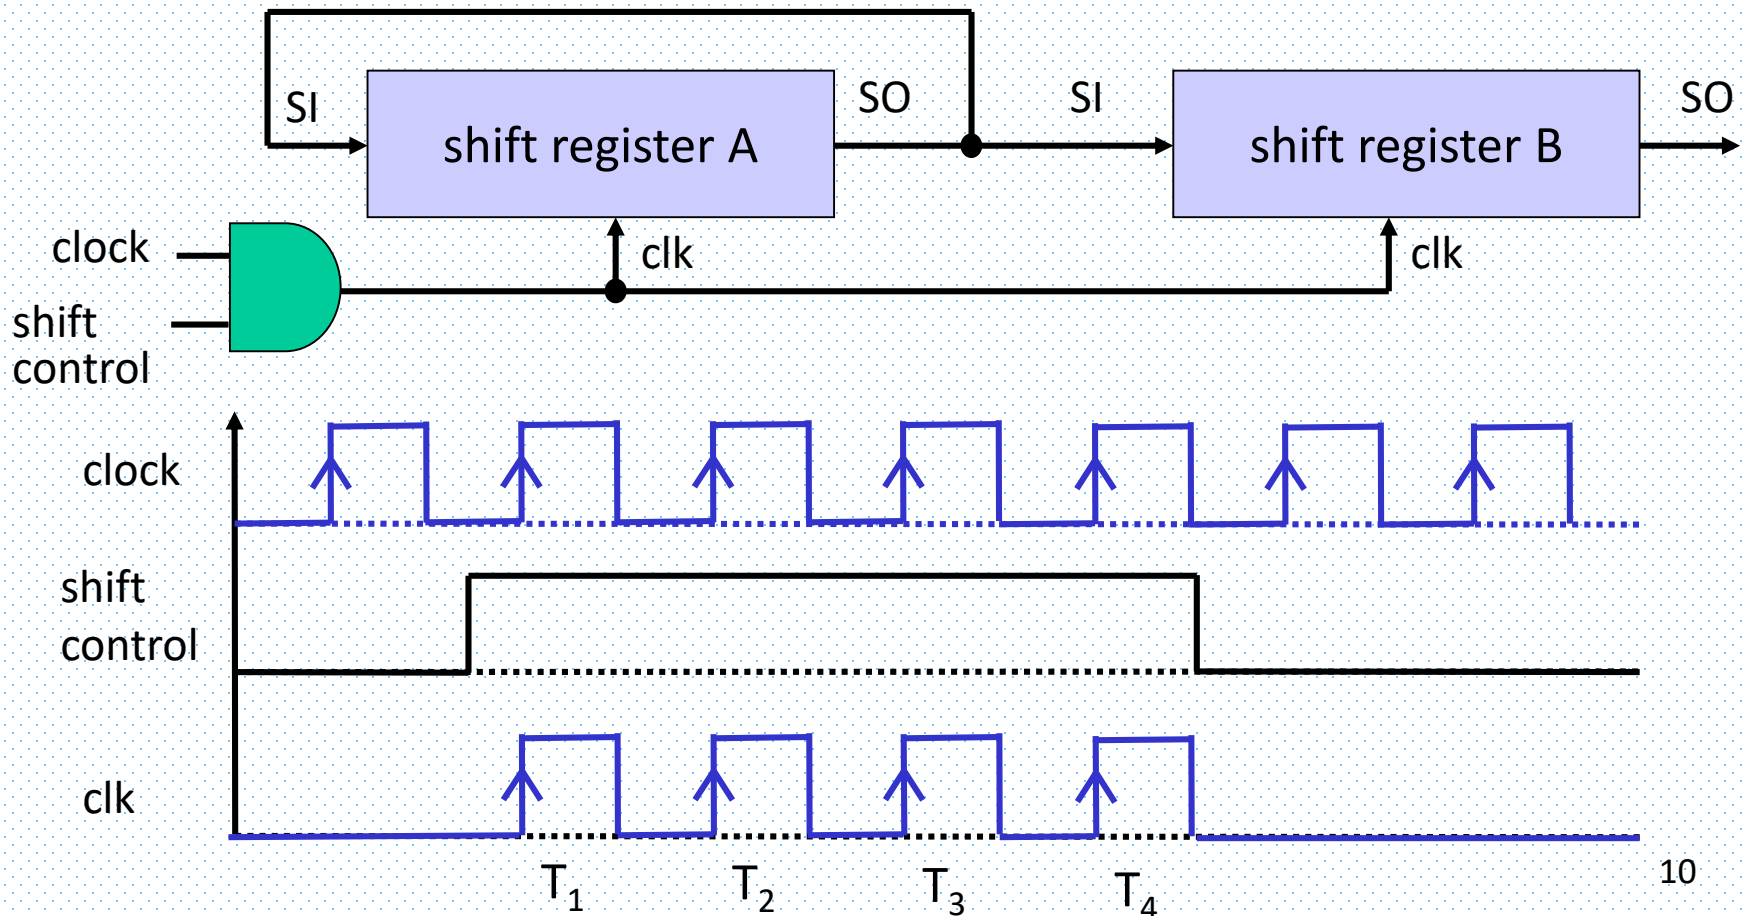 SI
SO
SI
SO
shift register A
shift register B
clock
clk
clk
shift
control
clock
shift
control
clk
T1
T2
T3
T4
10